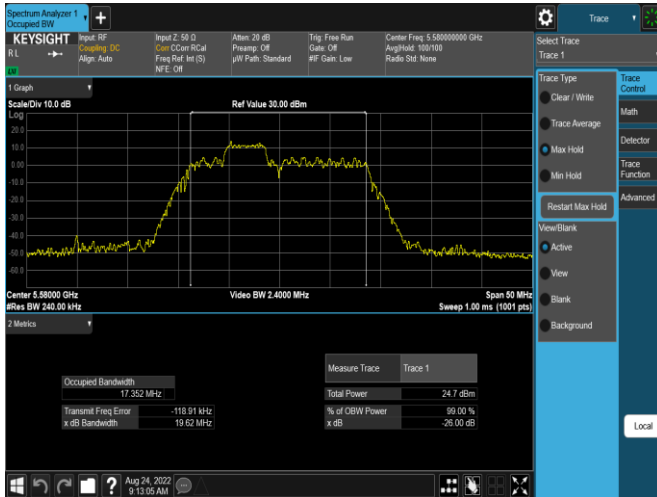 Spectrum Analyzer 1
Occupied BW
+
Trace
KEYSIGHT
R L
Input: RF
Coupling: DC
Align: Auto
Input Z: 50 Ω
Corr CCorr RCal
Freq Ref: Int (S)
NFE: Off
Atten: 20 dB
Preamp: Off
µW Path: Standard
Trig: Free Run
Gate: Off
#IF Gain: Low
Center Freq: 5.580000000 GHz
Avg|Hold: 100/100
Radio Std: None
Select Trace
Trace 1
1 Graph
Scale/Div 10.0 dB
Ref Value 30.00 dBm
Log
20.0
10.0
0.00
-10.0
-20.0
-30.0
-40.0
-50.0
-60.0
Center 5.58000 GHz
#Res BW 240.00 kHz
Video BW 2.4000 MHz
Span 50 MHz
Sweep 1.00 ms (1001 pts)
Trace Type
Clear / Write
Trace Average
Max Hold
Min Hold
Restart Max Hold
View/Blank
Active
View
Blank
Background
Trace
Control
Math
Detector
Trace
Function
Advanced
Local
2 Metrics
Occupied Bandwidth
17.352 MHz
Transmit Freq Error -118.91 kHz
x dB Bandwidth 19.62 MHz
Measure Trace Trace 1
Total Power 24.7 dBm
% of OBW Power 99.00 %
x dB -26.00 dB
?
Aug 24, 2022
9:13:05 AM